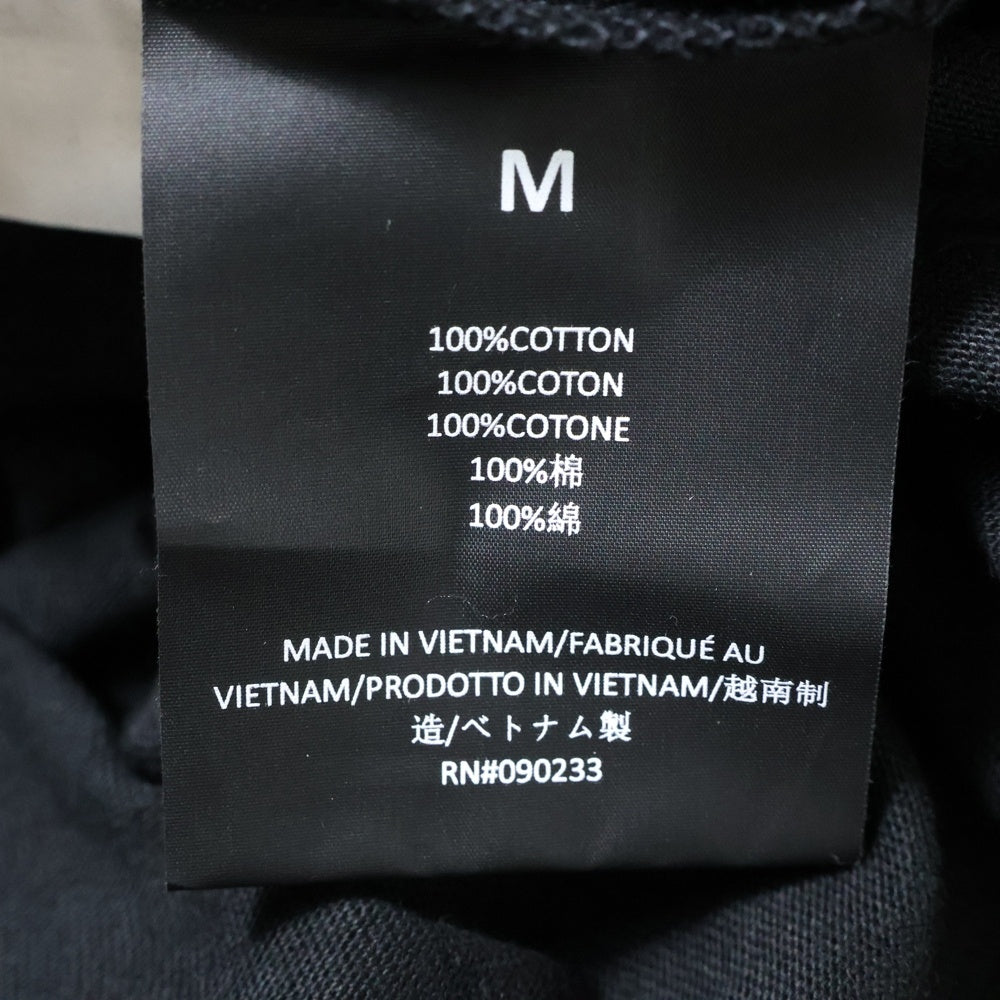 M
100%COTTON
100%COTON
100%COTONE
100%棉
100%綿
MADE IN VIETNAM/FABRIQUÉ AU
VIETNAM/PRODOTTO IN VIETNAM/越南制
造/ベトナム製
RN#090233